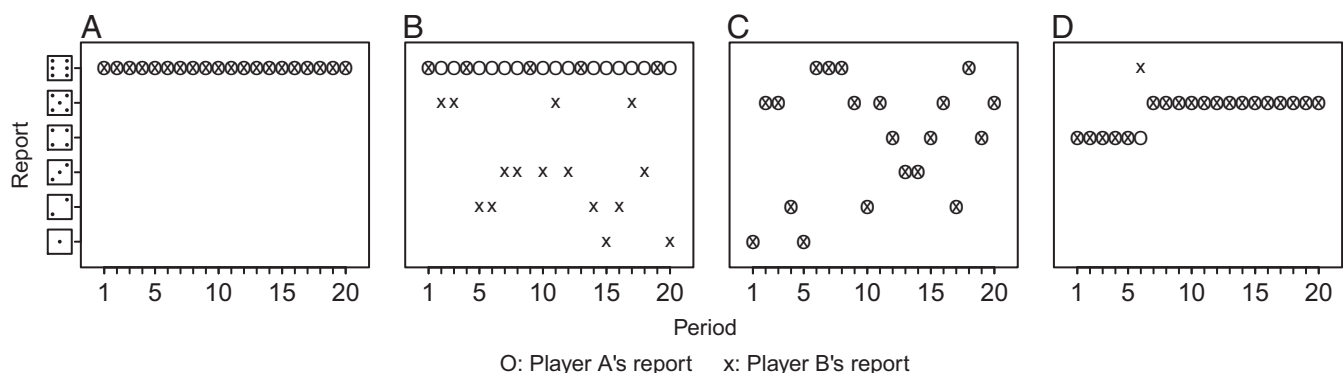 A B C D
Report
1 5 10 15 20 1 5 10 15 20 1 5 10 15 20 1 5 10 15 20
Period
O: Player A's report x: Player B's report